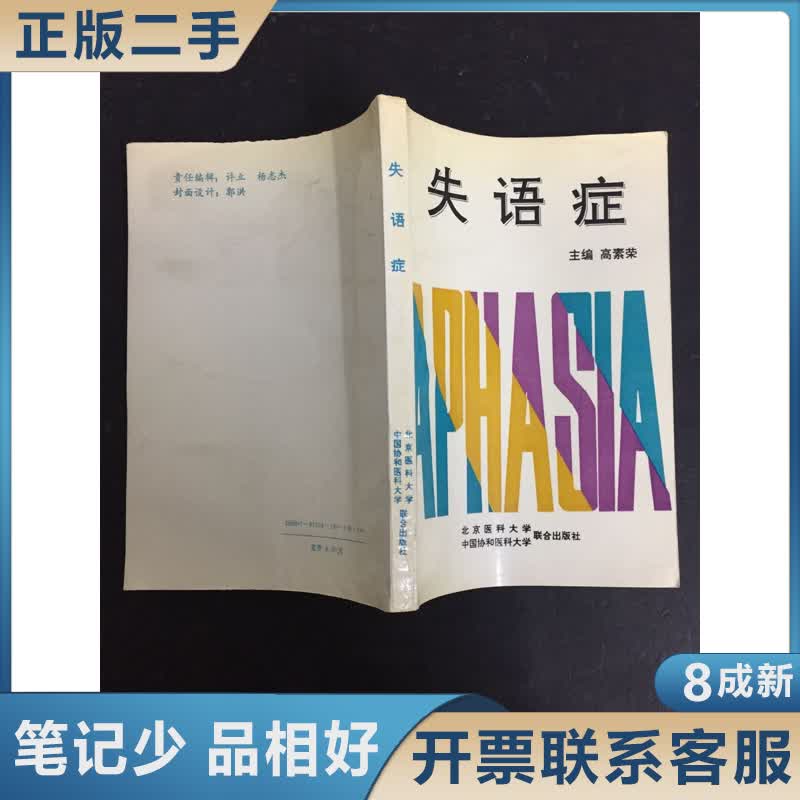 正版二手
责任编辑：许立 杨志杰
封面设计：郭洪
失语症
北京医科大学
中国协和医科大学
联合出版社
失语症
主编 高素荣
APHASIA
北京医科大学
中国协和医科大学
联合出版社
8成新
笔记少 品相好
开票联系客服